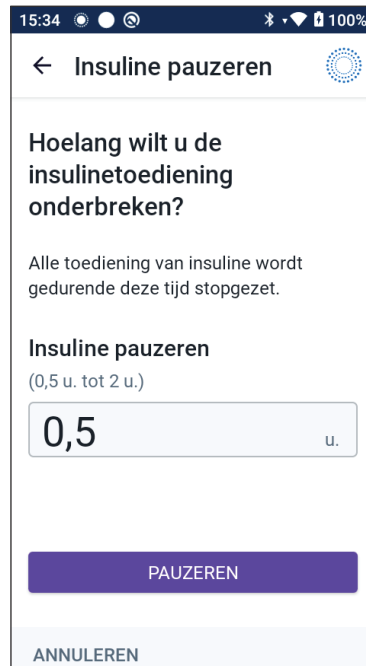 15:34 100%
Insuline pauzeren
Hoelang wilt u de
insulinetoediening
onderbreken?
Alle toediening van insuline wordt
gedurende deze tijd stopgezet.
Insuline pauzeren
(0,5 u. tot 2 u.)
0,5 u.
PAUZEREN
ANNULEREN